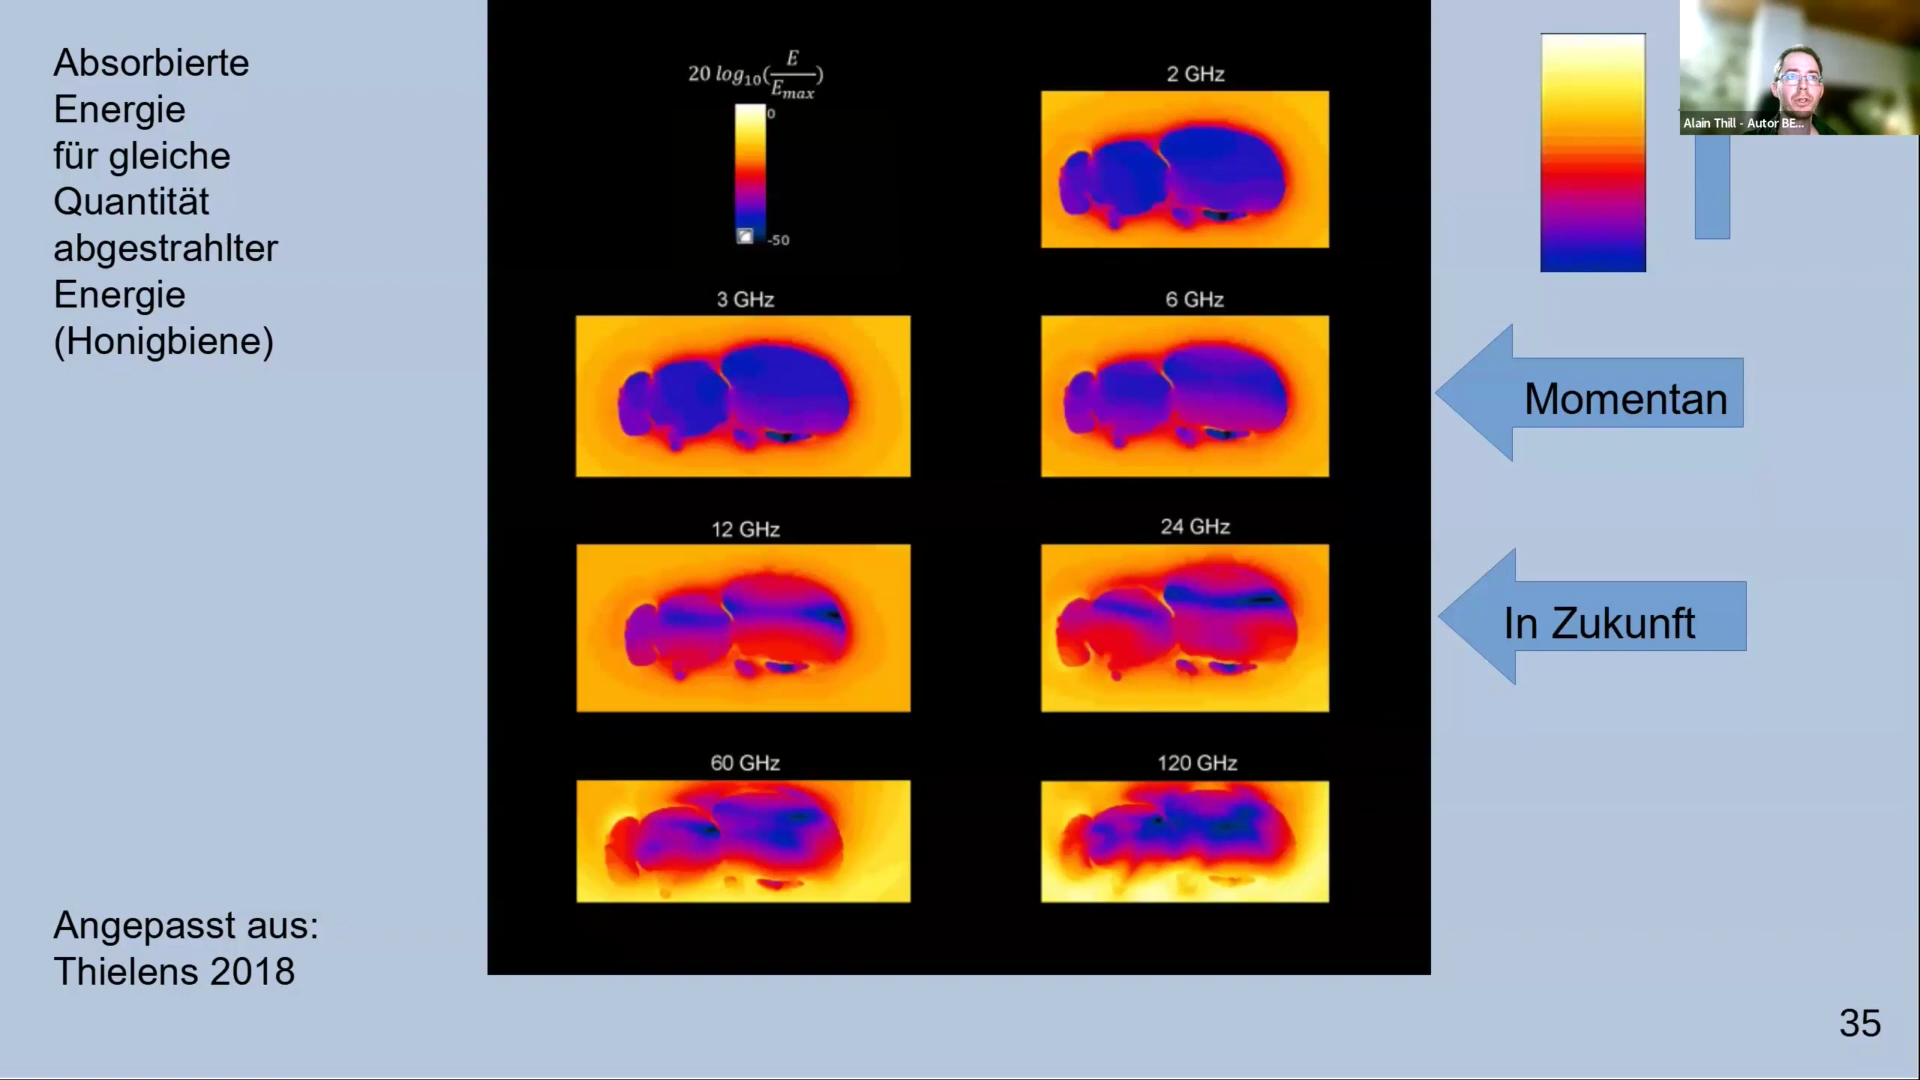 Absorbierte
Energie
für gleiche
Quantität
abgestrahlter
Energie
(Honigbiene)
20 log₁₀(E/Eₘₐₓ)
0
-50
2 GHz
3 GHz
6 GHz
12 GHz
24 GHz
60 GHz
120 GHz
Alain Thill - Autor BE...
Momentan
In Zukunft
Angepasst aus:
Thielens 2018
35